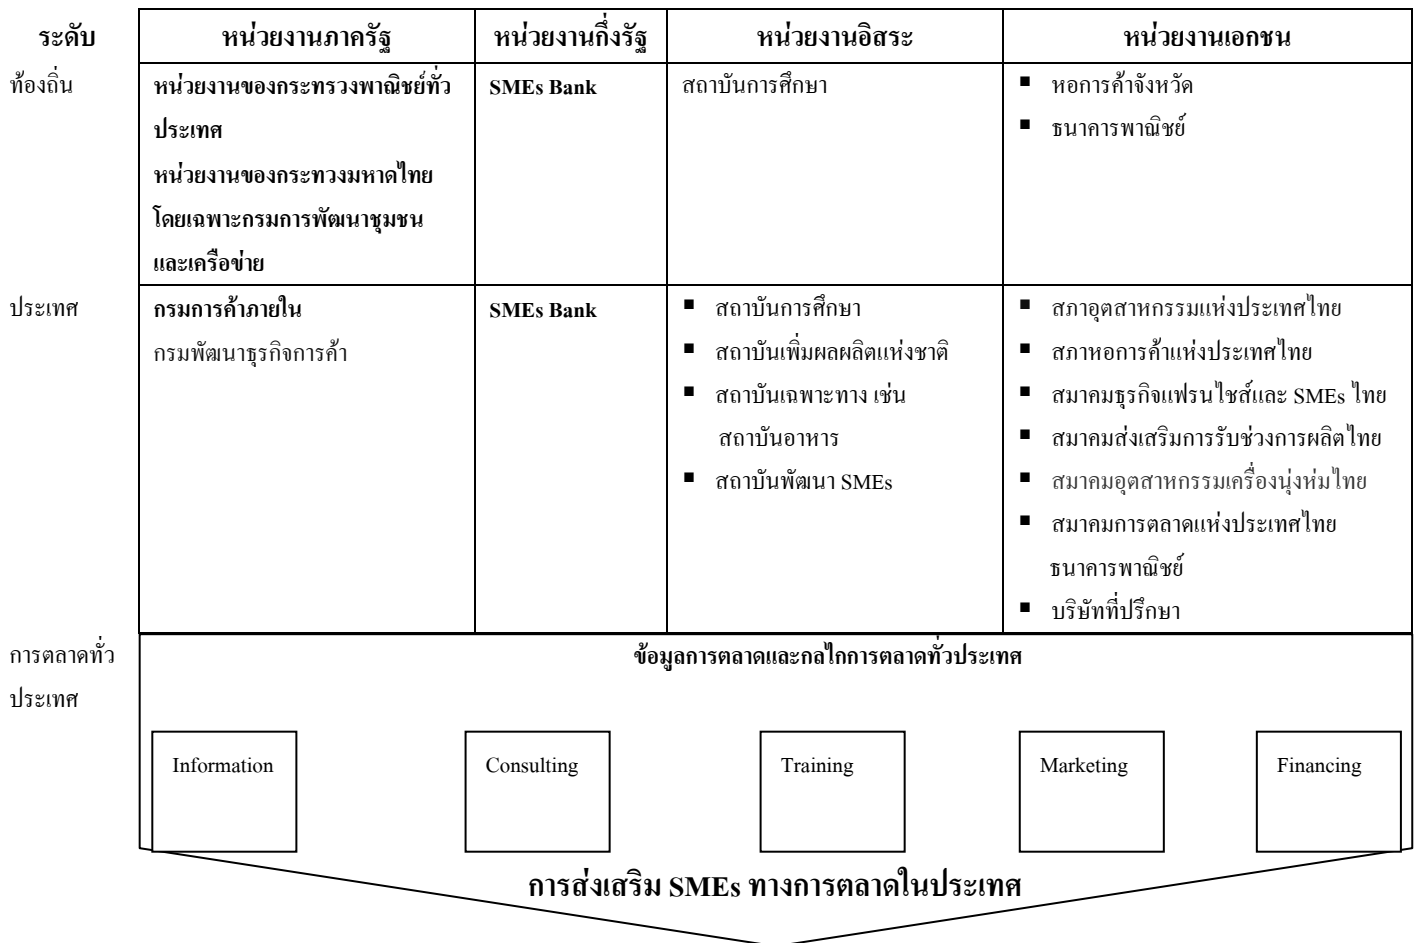 ระดับ หน่วยงานภาครัฐ หน่วยงานกึ่งรัฐ หน่วยงานอิสระ หน่วยงานเอกชน
ท้องถิ่น
หน่วยงานของกระทรวงพาณิชย์ทั่ว
ประเทศ
หน่วยงานของกระทวงมหาดไทย
โดยเฉพาะกรมการพัฒนาชุมชน
และเครือข่าย
SMEs Bank
สถาบันการศึกษา
▪ หอการค้าจังหวัด
▪ ธนาคารพาณิชย์
ประเทศ
กรมการค้าภายใน
กรมพัฒนาธุรกิจการค้า
SMEs Bank
▪ สถาบันการศึกษา
▪ สถาบันเพิ่มผลผลิตแห่งชาติ
▪ สถาบันเฉพาะทาง เช่น
สถาบันอาหาร
▪ สถาบันพัฒนา SMEs
▪ สภาอุตสาหกรรมแห่งประเทศไทย
▪ สภาหอการค้าแห่งประเทศไทย
▪ สมาคมธุรกิจแฟรนไชส์และ SMEs ไทย
▪ สมาคมส่งเสริมการรับช่วงการผลิตไทย
▪ สมาคมอุตสาหกรรมเครื่องนุ่งห่มไทย
▪ สมาคมการตลาดแห่งประเทศไทย
ธนาคารพาณิชย์
▪ บริษัทที่ปรึกษา
การตลาดทั่ว
ประเทศ
ข้อมูลการตลาดและกลไกการตลาดทั่วประเทศ
Information Consulting Training Marketing Financing
การส่งเสริม SMEs ทางการตลาดในประเทศ